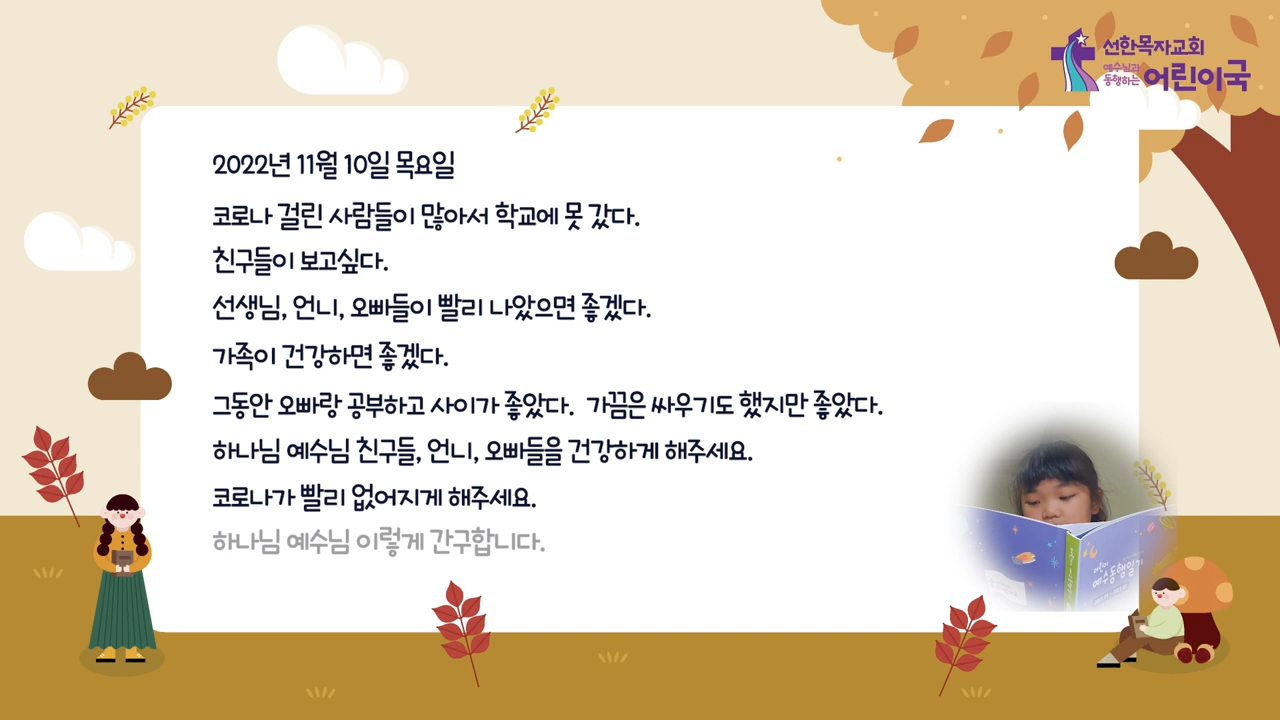 선한목자교회
예수님과
동행하는 어린이국
2022년 11월 10일 목요일
코로나 걸린 사람들이 많아서 학교에 못 갔다.
친구들이 보고싶다.
선생님, 언니, 오빠들이 빨리 나았으면 좋겠다.
가족이 건강하면 좋겠다.
그동안 오빠랑 공부하고 사이가 좋았다. 가끔은 싸우기도 했지만 좋았다.
하나님 예수님 친구들, 언니, 오빠들을 건강하게 해주세요.
코로나가 빨리 없어지게 해주세요.
하나님 예수님 이렇게 간구합니다.
어린이
예수동행일기